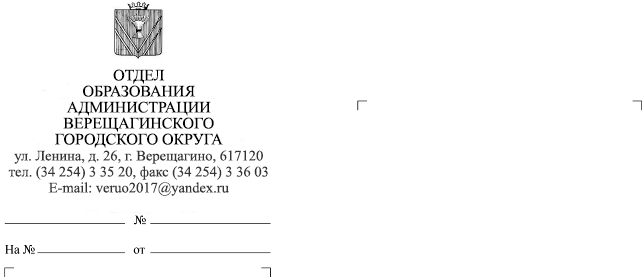 ОТДЕЛ
ОБРАЗОВАНИЯ
АДМИНИСТРАЦИИ
ВЕРЕЩАГИНСКОГО
ГОРОДСКОГО ОКРУГА
ул. Ленина, д. 26, г. Верещагино, 617120
тел. (34 254) 3 35 20, факс (34 254) 3 36 03
E-mail: veruo2017@yandex.ru
№
На № от